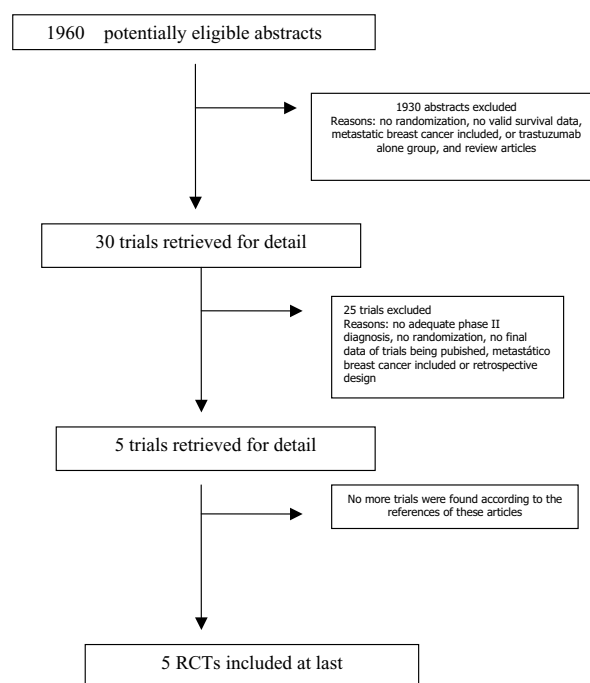 1960 potentially eligible abstracts
1930 abstracts excluded
Reasons: no randomization, no valid survival data,
metastatic breast cancer included, or trastuzumab
alone group, and review articles
30 trials retrieved for detail
25 trials excluded
Reasons: no adequate phase II
diagnosis, no randomization, no final
data of trials being pubished, metastático
breast cancer included or retrospective
design
5 trials retrieved for detail
No more trials were found according to the
references of these articles
5 RCTs included at last